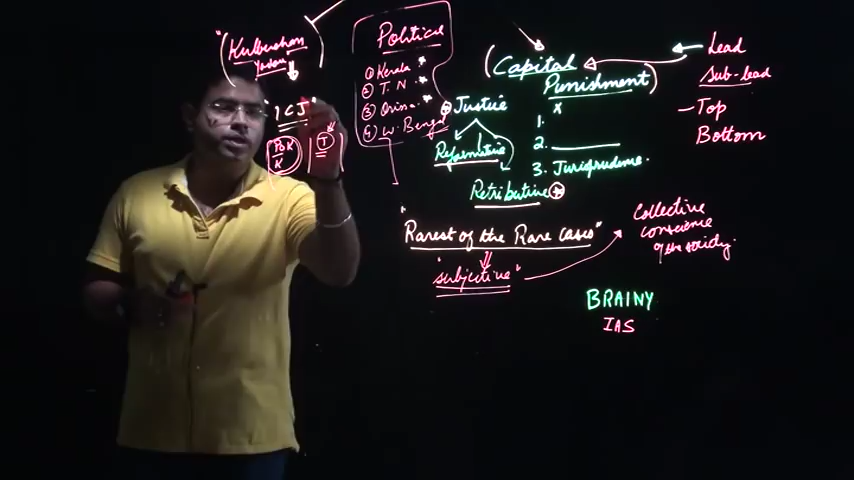 "Kulbushan
Yadav
"ICJ"
POK
K
T
Political
① Kerala *
② T. N. *
③ Orissa *
④ W. Bengal
(Capital
Punishment)
x
1.
2.
3. Jurisprudence.
Justice
Reformative
Retributive *
"Rarest of the Rare Cases"
"subjective"
Collective
conscience
of the society.
Lead
Sub-lead
- Top
Bottom
BRAINY
IAS